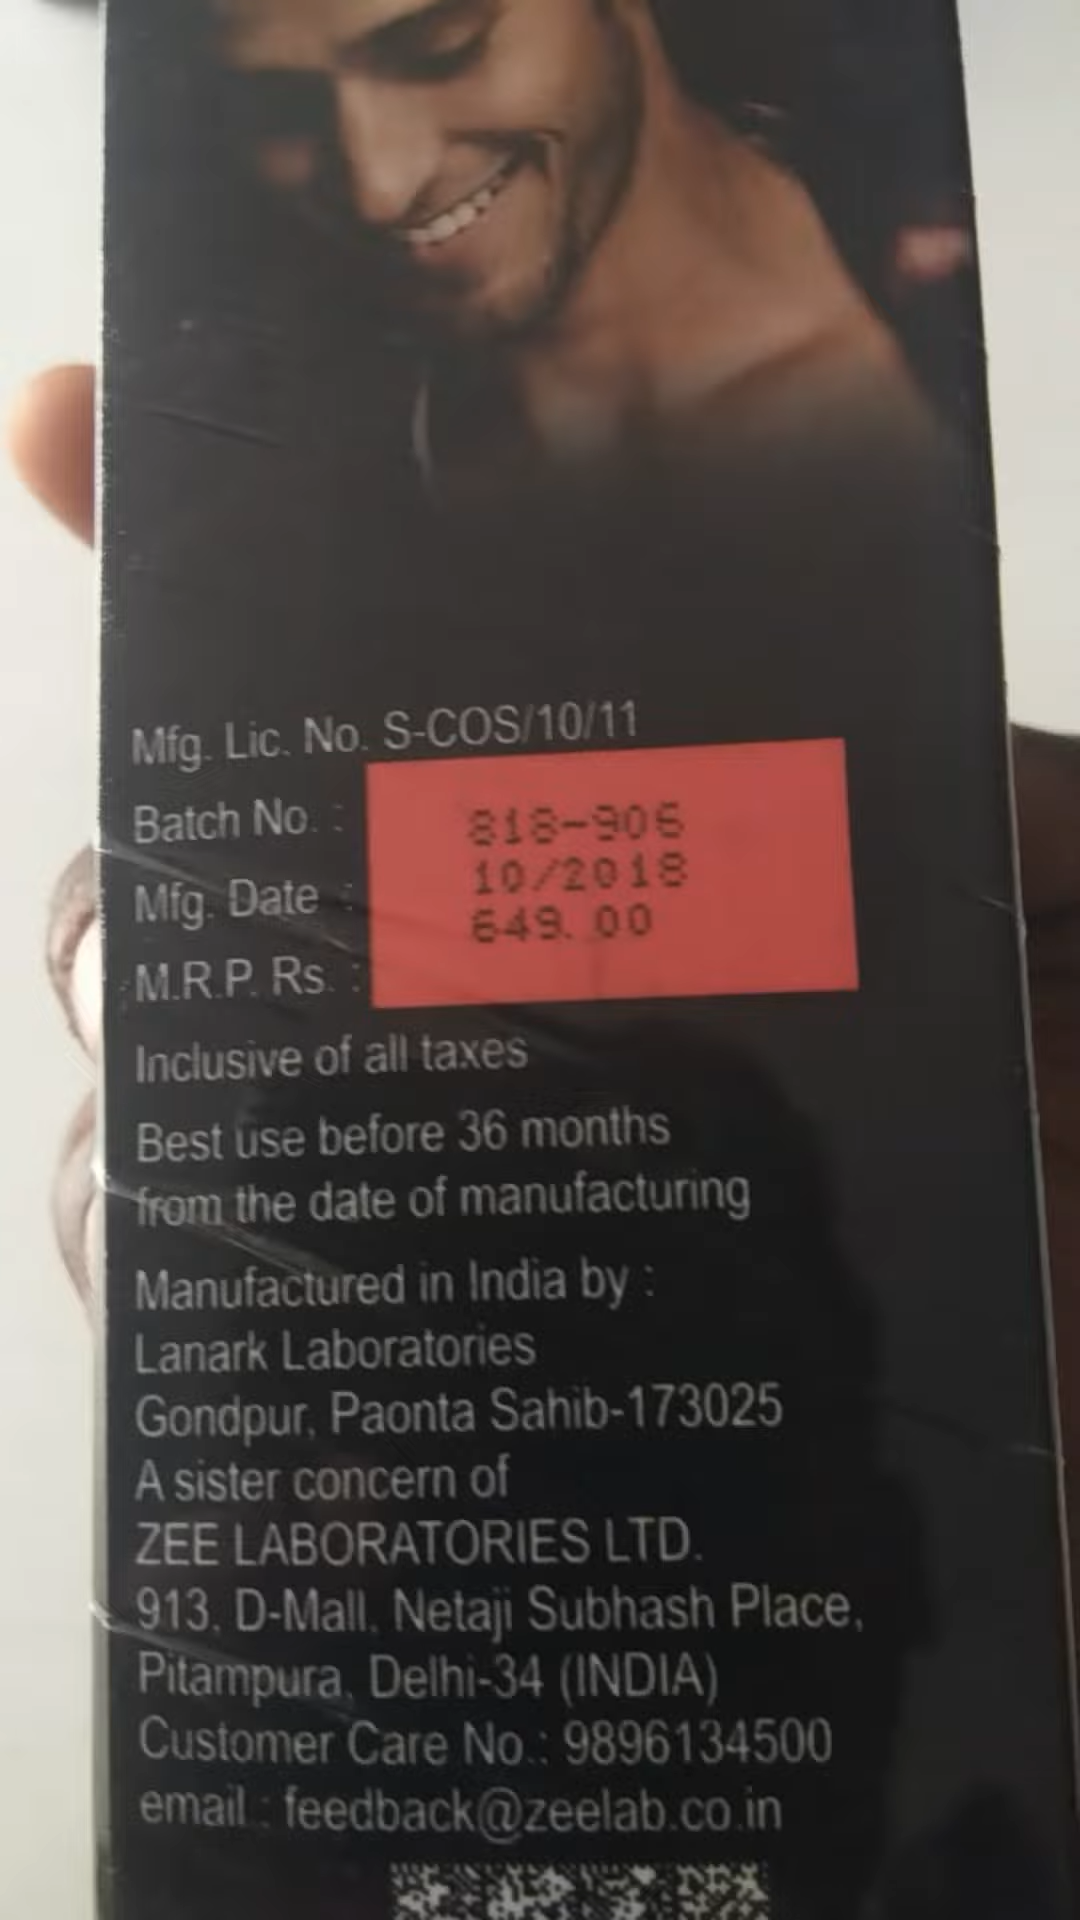 Mfg. Lic. No. S-COS/10/11
Batch No. : 818-906
Mfg. Date : 10/2018
M.R.P. Rs. : 649.00
Inclusive of all taxes
Best use before 36 months
from the date of manufacturing
Manufactured in India by :
Lanark Laboratories
Gondpur, Paonta Sahib-173025
A sister concern of
ZEE LABORATORIES LTD.
913, D-Mall, Netaji Subhash Place,
Pitampura, Delhi-34 (INDIA)
Customer Care No.: 9896134500
email : feedback@zeelab.co.in